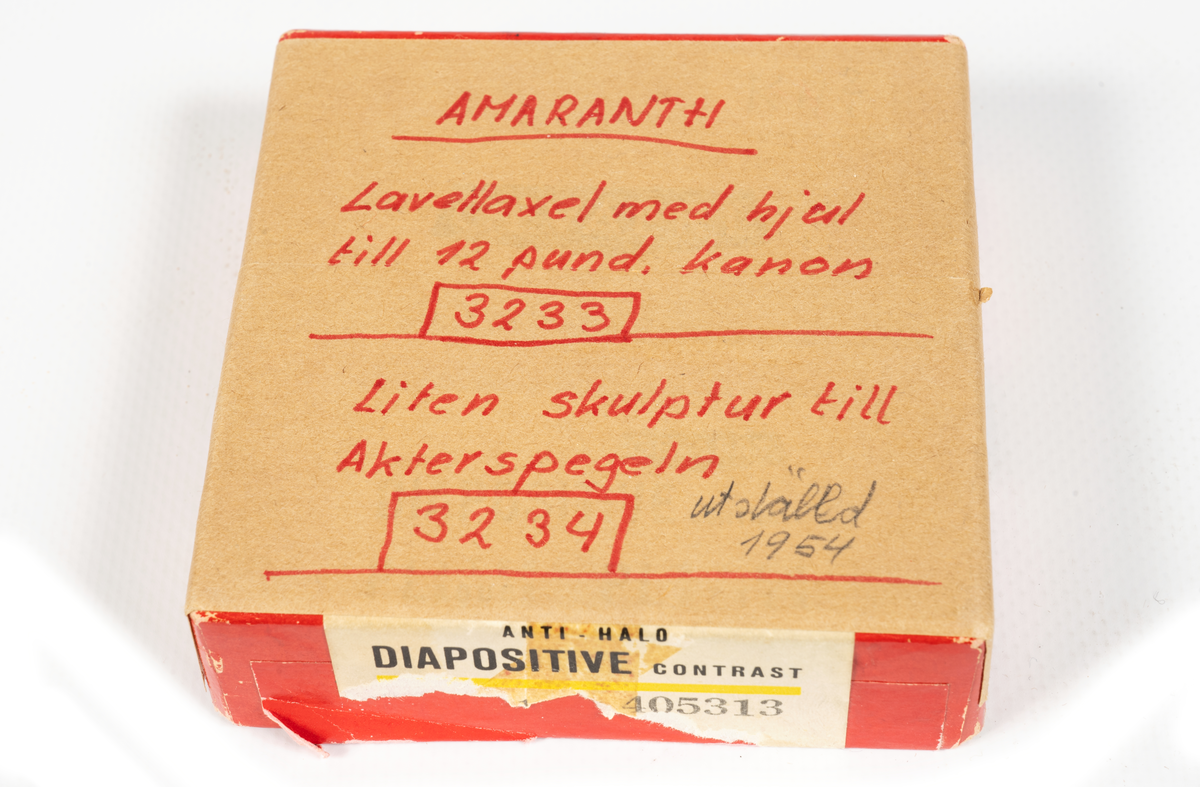 AMARANTH
Lavettaxel med hjul
till 12 pund. kanon
3233
Liten skulptur till
Akterspegeln
3234
utställd
1954
ANTI-HALO
DIAPOSITIVE CONTRAST
405313